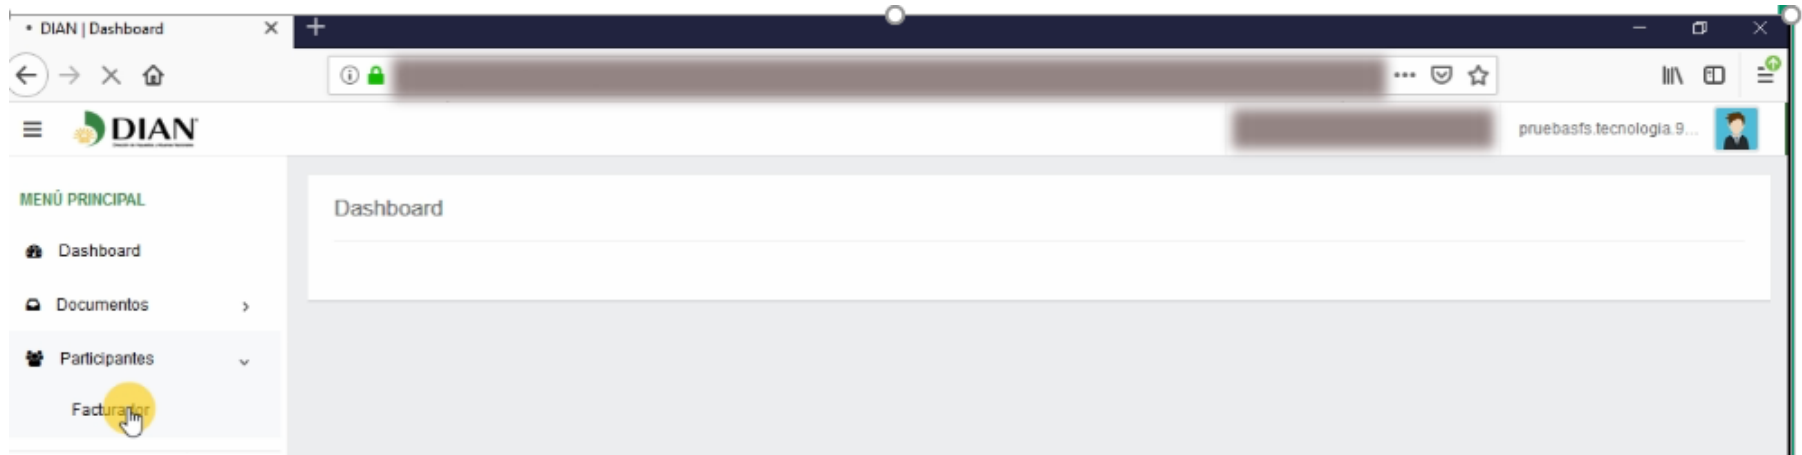 • DIAN | Dashboard
DIAN
pruebasfs.tecnologia.9...
MENÚ PRINCIPAL
Dashboard
Dashboard
Documentos
Participantes
Facturador